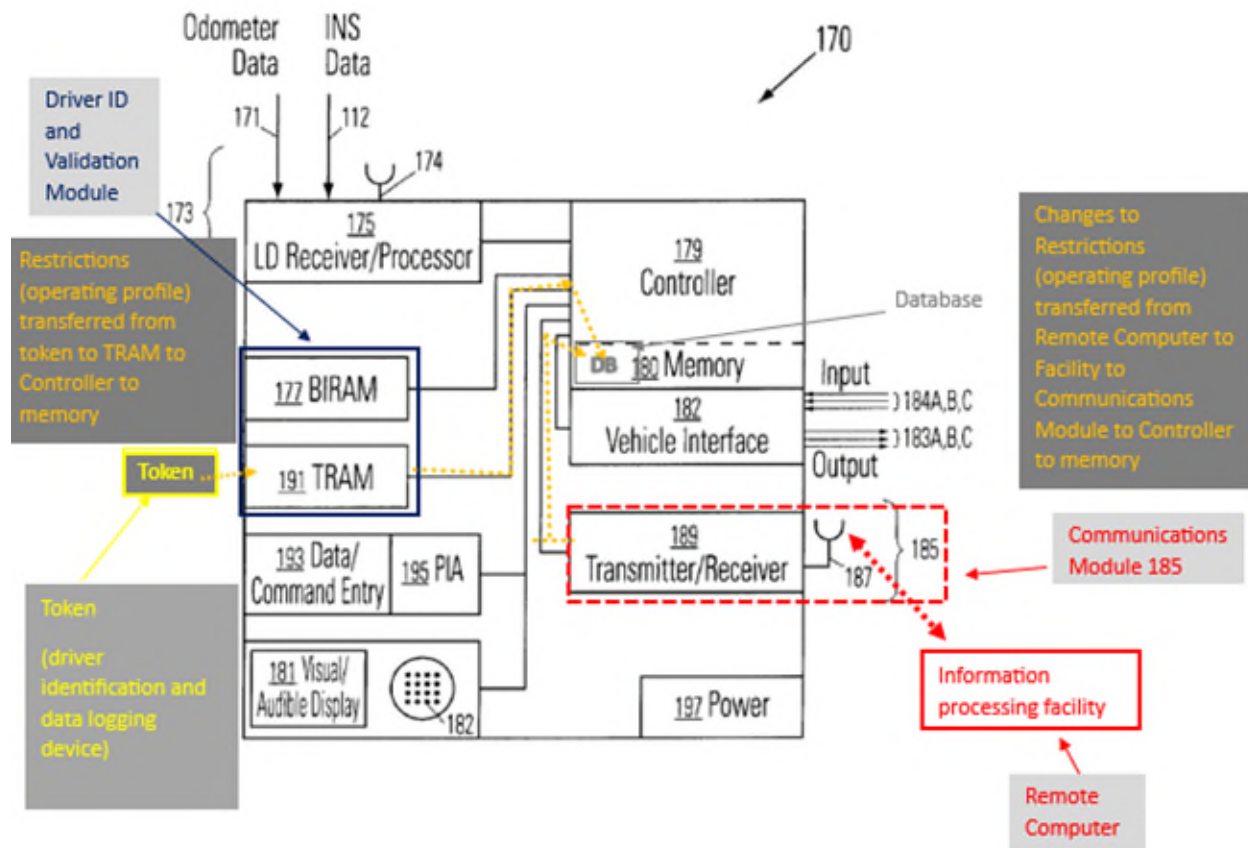 Odometer
Data
INS
Data
170
Driver ID
and
Validation
Module
171
112
174
173
Restrictions
(operating profile)
transferred from
token to TRAM to
Controller to
memory
175
LD Receiver/Processor
179
Controller
Database
DB
180 Memory
177 BIRAM
191 TRAM
Token
182
Vehicle Interface
Input
184A,B,C
183A,B,C
Output
Changes to
Restrictions
(operating profile)
transferred from
Remote Computer to
Facility to
Communications
Module to Controller
to memory
193 Data/
Command Entry
195 PIA
189
Transmitter/Receiver
187
185
Communications
Module 185
Token
(driver
identification and
data logging
device)
181 Visual/
Audible Display
182
197 Power
Information
processing facility
Remote
Computer